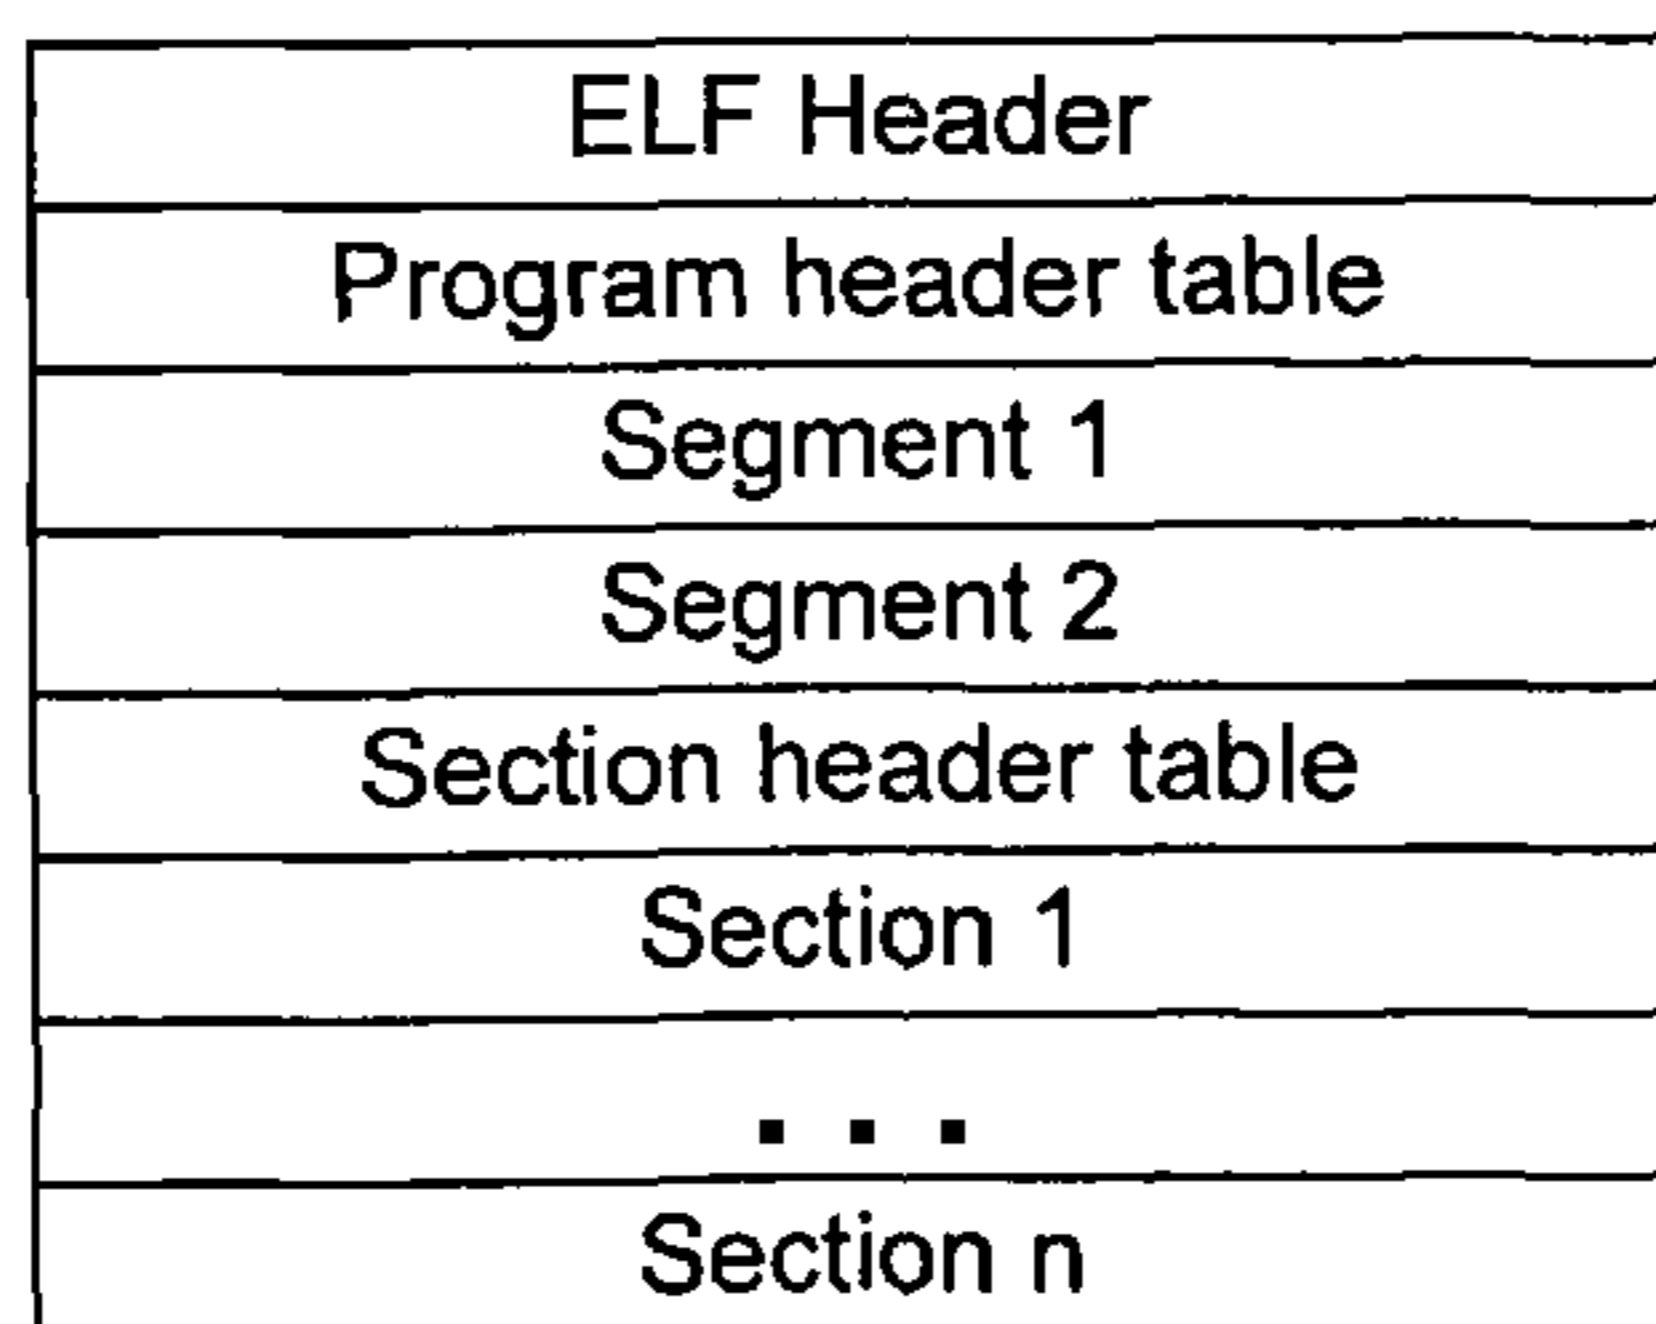 ELF Header
Program header table
Segment 1
Segment 2
Section header table
Section 1
. . .
Section n